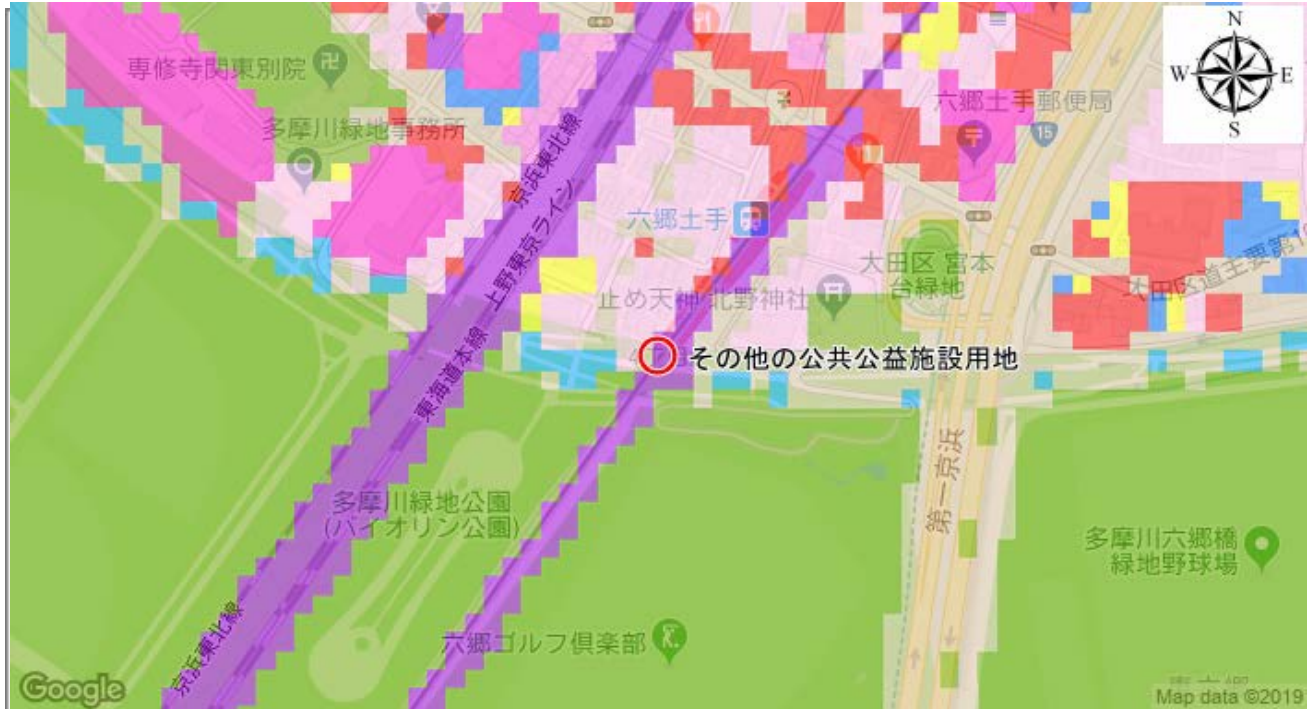 N
W E
S
専修寺関東別院
多摩川緑地事務所
京浜東北線
上野東京ライン
東海道本線
六郷土手郵便局
15
六郷土手
大田区 宮本
台緑地
止め天神 北野神社
その他の公共公益施設用地
第一京浜
多摩川緑地公園
(バイオリン公園)
多摩川六郷橋
緑地野球場
京浜東北線
六郷ゴルフ倶楽部
Google
Map data ©2019